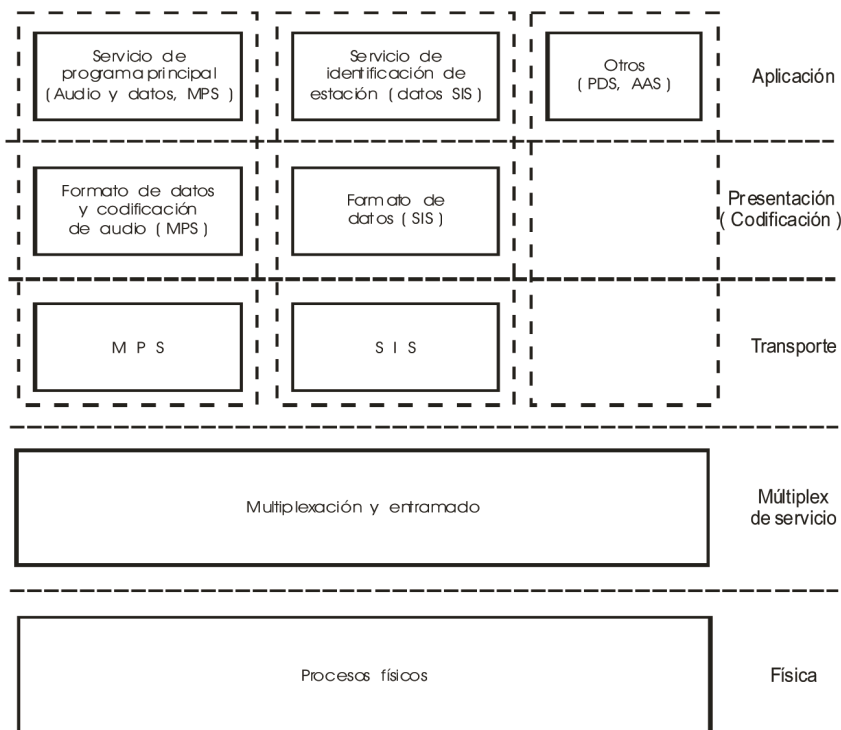 Servicio de
programa principal
(Audio y datos, MPS)
Servicio de
identificación de
estación (datos SIS)
Otros
(PDS, AAS)
Aplicación
Formato de datos
y codificación
de audio (MPS)
Formato de
datos (SIS)
Presentación
(Codificación)
M P S
S I S
Transporte
Multiplexación y entramado
Múltiplex
de servicio
Procesos físicos
Física